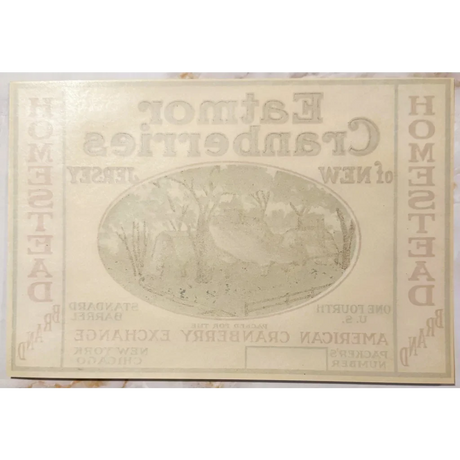 HOMESTEAD
BRAND
Eatmor
Cranberries
of NEW JERSEY
ONE FOURTH
U.S.
STANDARD
BARREL
PACKED FOR THE
AMERICAN CRANBERRY EXCHANGE
PACKER'S
NUMBER
NEW YORK
CHICAGO
HOMESTEAD
BRAND